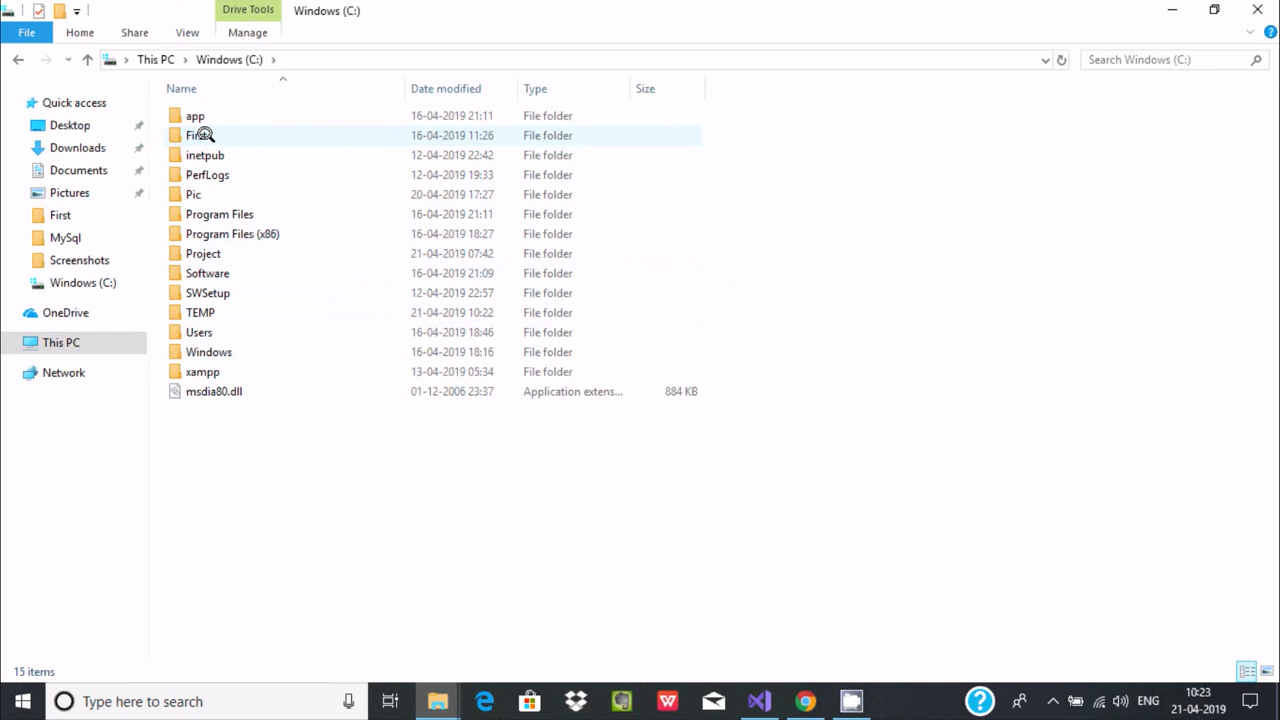 Drive Tools
Windows (C:)
File
Home
Share
View
Manage
This PC
Windows (C:)
Search Windows (C:)
Name
Date modified
Type
Size
Quick access
Desktop
Downloads
Documents
Pictures
First
MySql
Screenshots
Windows (C:)
OneDrive
This PC
Network
app 16-04-2019 21:11 File folder
16-04-2019 11:26 File folder
inetpub 12-04-2019 22:42 File folder
PerfLogs 12-04-2019 19:33 File folder
Pic 20-04-2019 17:27 File folder
Program Files 16-04-2019 21:11 File folder
Program Files (x86) 16-04-2019 18:27 File folder
Project 21-04-2019 07:42 File folder
Software 16-04-2019 21:09 File folder
SWSetup 12-04-2019 22:57 File folder
TEMP 21-04-2019 10:22 File folder
Users 16-04-2019 18:46 File folder
Windows 16-04-2019 18:16 File folder
xampp 13-04-2019 05:34 File folder
msdia80.dll 01-12-2006 23:37 Application extens... 884 KB
15 items
Type here to search
ENG
10:23
21-04-2019